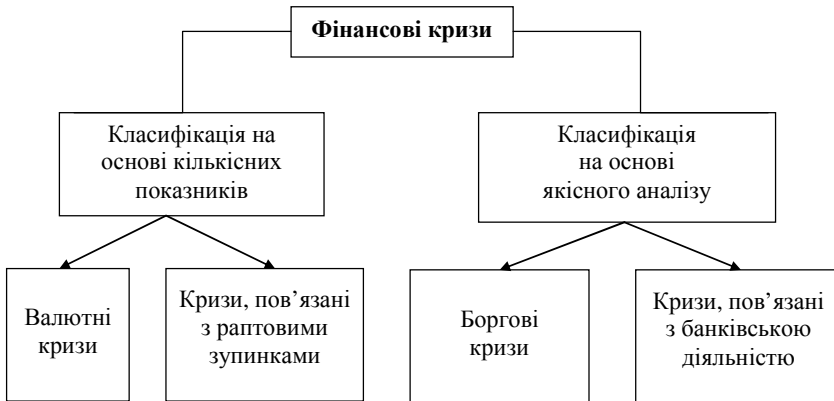 Фінансові кризи
Класифікація на
основі кількісних
показників
Класифікація
на основі
якісного аналізу
Валютні
кризи
Кризи, пов’язані
з раптовими
зупинками
Боргові
кризи
Кризи, пов’язані
з банківською
діяльністю